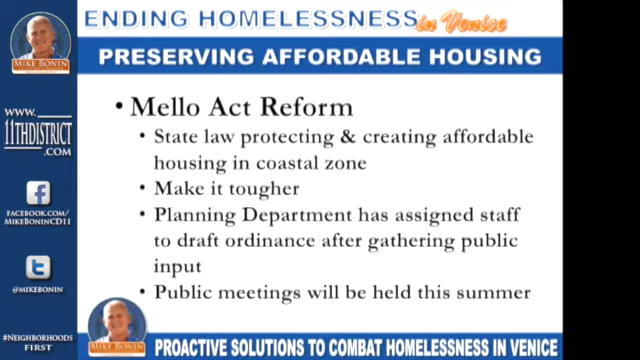 ENDING HOMELESSNESS in Venice
PRESERVING AFFORDABLE HOUSING
MIKE BONIN
WWW.
11THDISTRICT
.COM
FACEBOOK.COM/
MIKEBONINCD11
@MIKEBONIN
#NEIGHBORHOODS
FIRST
• Mello Act Reform
• State law protecting & creating affordable
housing in coastal zone
• Make it tougher
• Planning Department has assigned staff
to draft ordinance after gathering public
input
• Public meetings will be held this summer
MIKE BONIN
PROACTIVE SOLUTIONS TO COMBAT HOMELESSNESS IN VENICE